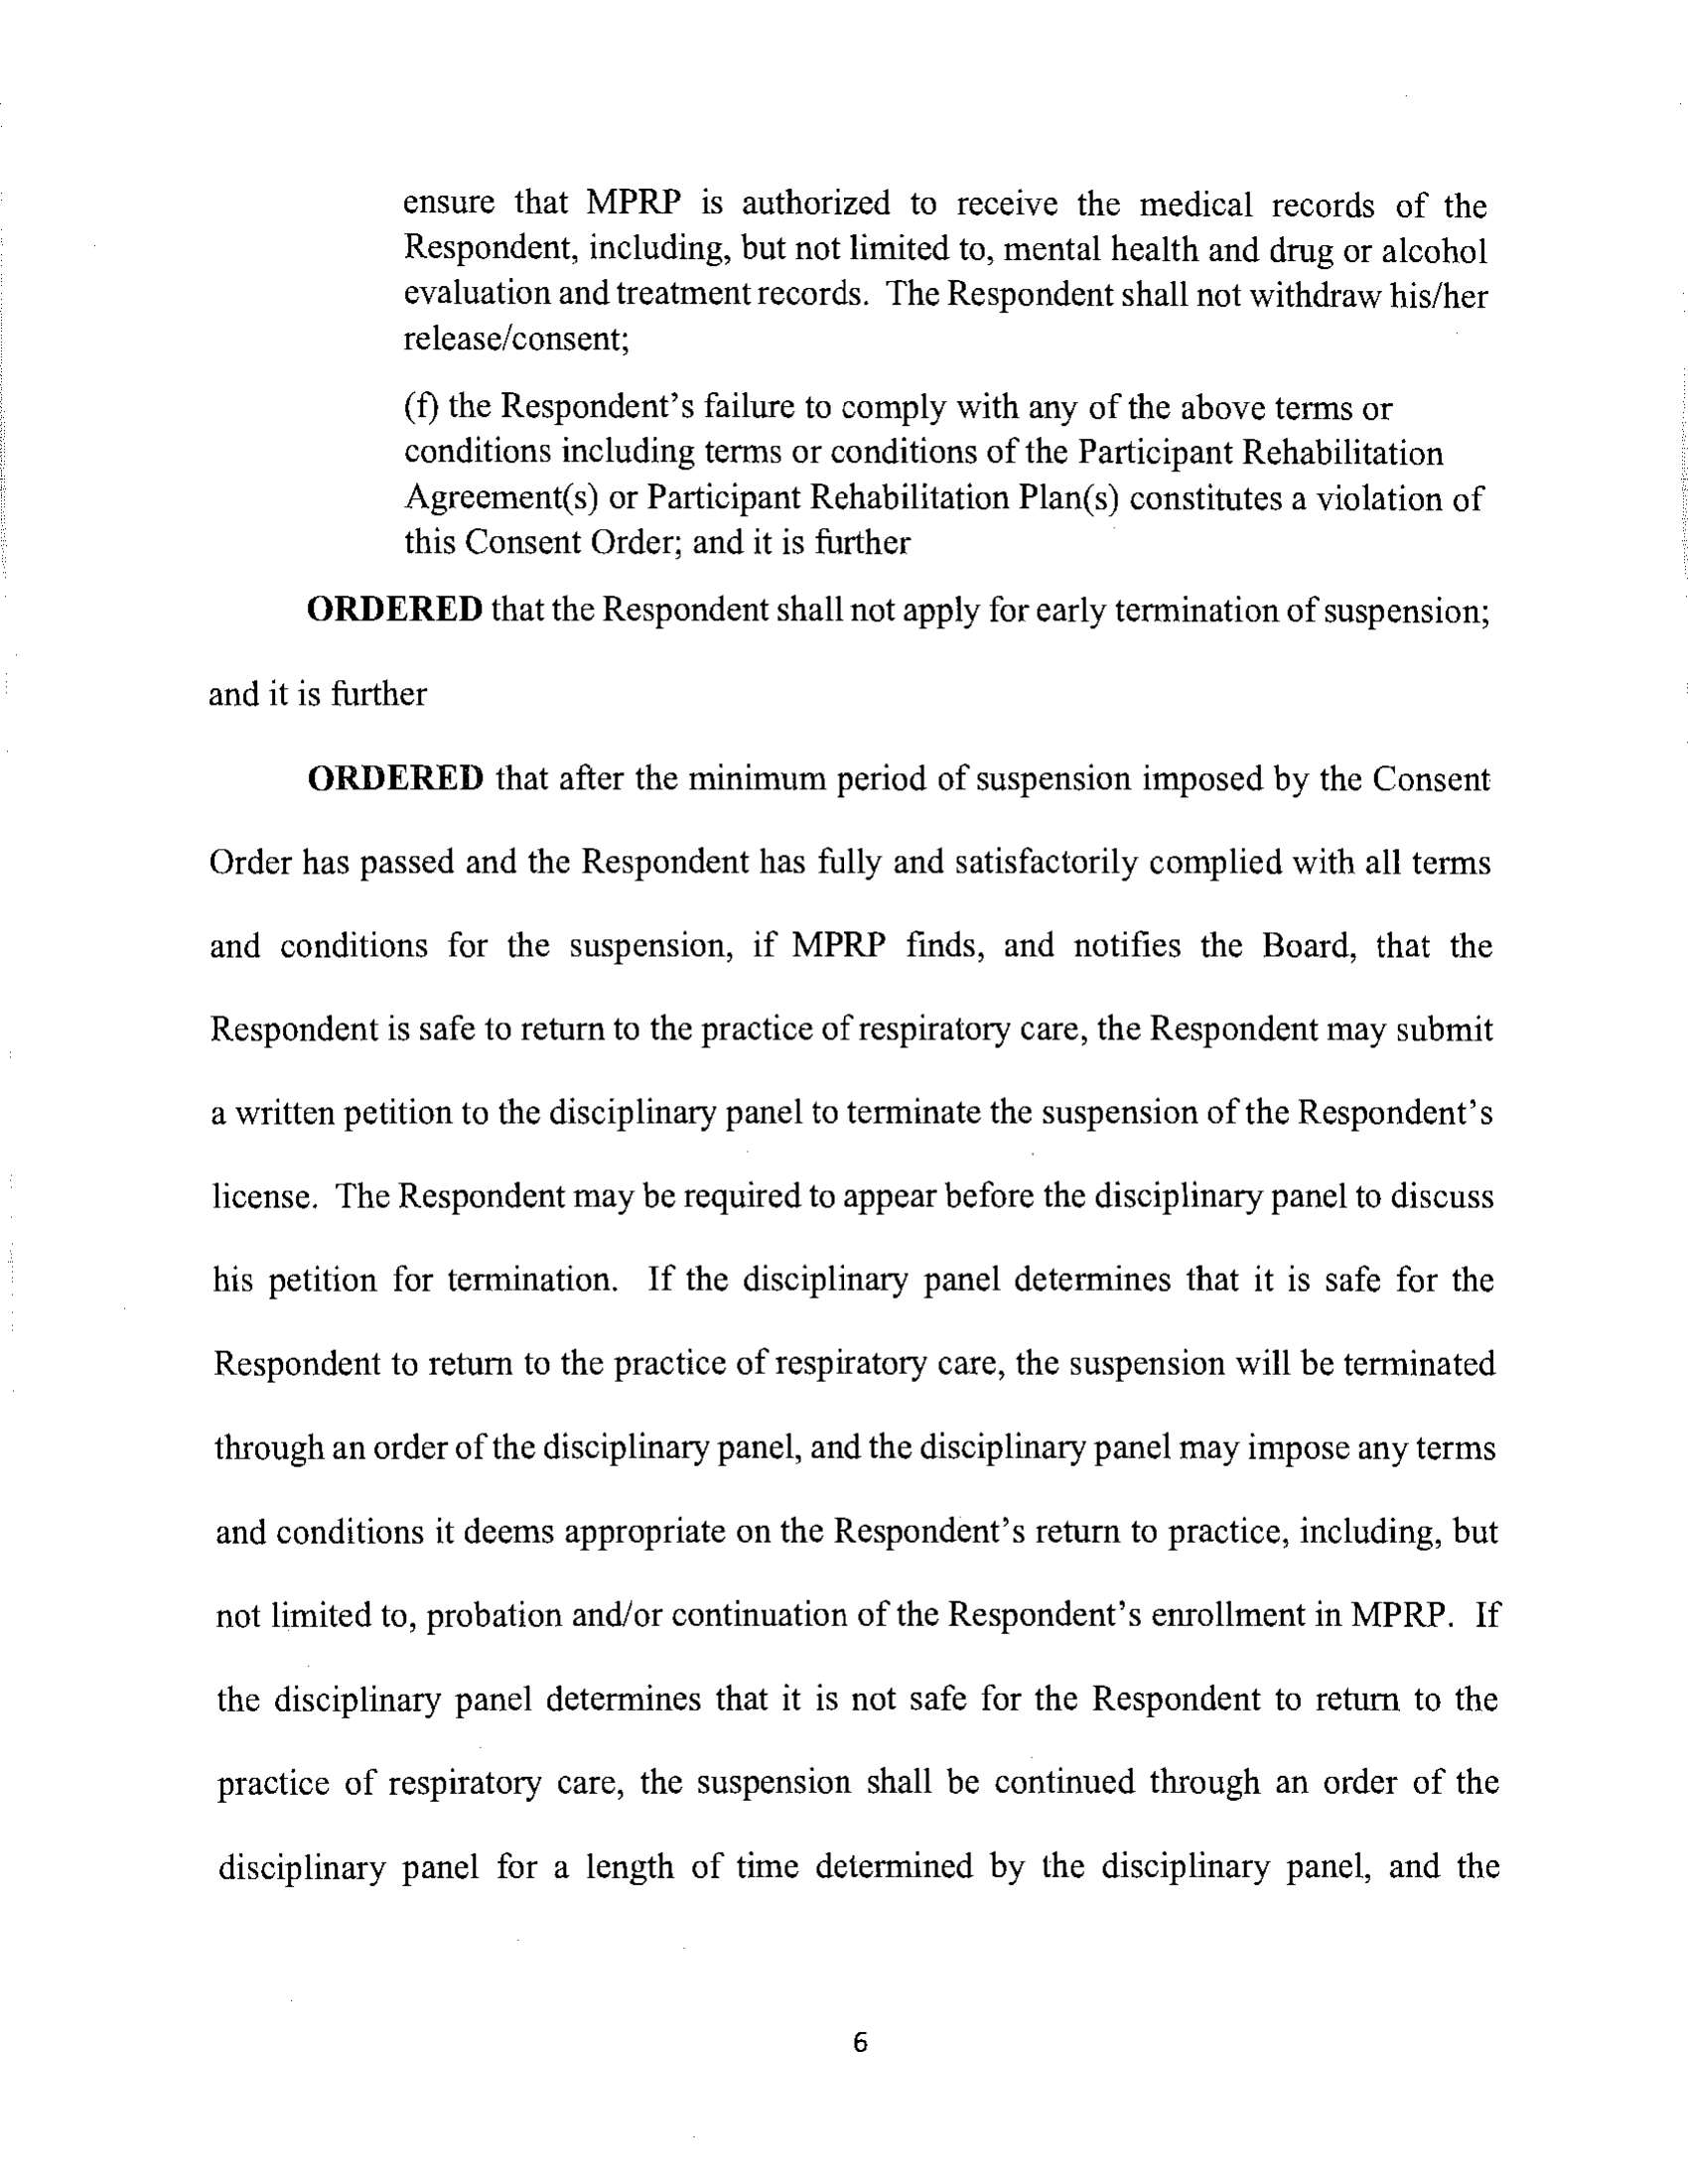 ensure that MPRP is authorized to receive the medical records of the
Respondent, including, but not limited to, mental health and drug or alcohol
evaluation and treatment records. The Respondent shall not withdraw his/her
release/consent;
(f) the Respondent's failure to comply with any of the above terms or
conditions including terms or conditions of the Participant Rehabilitation
Agreement(s) or Participant Rehabilitation Plan(s) constitutes a violation of
this Consent Order; and it is further
ORDERED that the Respondent shall not apply for early termination of suspension;
and it is further
ORDERED that after the minimum period of suspension imposed by the Consent
Order has passed and the Respondent has fully and satisfactorily complied with all terms
and conditions for the suspension, if MPRP finds, and notifies the Board, that the
Respondent is safe to return to the practice of respiratory care, the Respondent may submit
a written petition to the disciplinary panel to terminate the suspension of the Respondent's
license. The Respondent may be required to appear before the disciplinary panel to discuss
his petition for termination. If the disciplinary panel determines that it is safe for the
Respondent to return to the practice of respiratory care, the suspension will be terminated
through an order of the disciplinary panel, and the disciplinary panel may impose any terms
and conditions it deems appropriate on the Respondent's return to practice, including, but
not limited to, probation and/or continuation of the Respondent's enrollment in MPRP. If
the disciplinary panel determines that it is not safe for the Respondent to return to the
practice of respiratory care, the suspension shall be continued through an order of the
disciplinary panel for a length of time determined by the disciplinary panel, and the
6